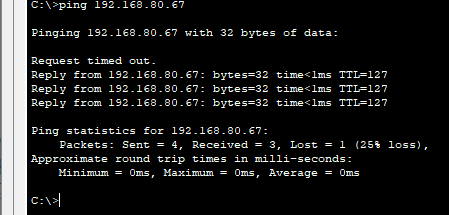 C:\>ping 192.168.80.67
Pinging 192.168.80.67 with 32 bytes of data:
Request timed out.
Reply from 192.168.80.67: bytes=32 time<1ms TTL=127
Reply from 192.168.80.67: bytes=32 time<1ms TTL=127
Reply from 192.168.80.67: bytes=32 time<1ms TTL=127
Ping statistics for 192.168.80.67:
Packets: Sent = 4, Received = 3, Lost = 1 (25% loss),
Approximate round trip times in milli-seconds:
Minimum = 0ms, Maximum = 0ms, Average = 0ms
C:\>